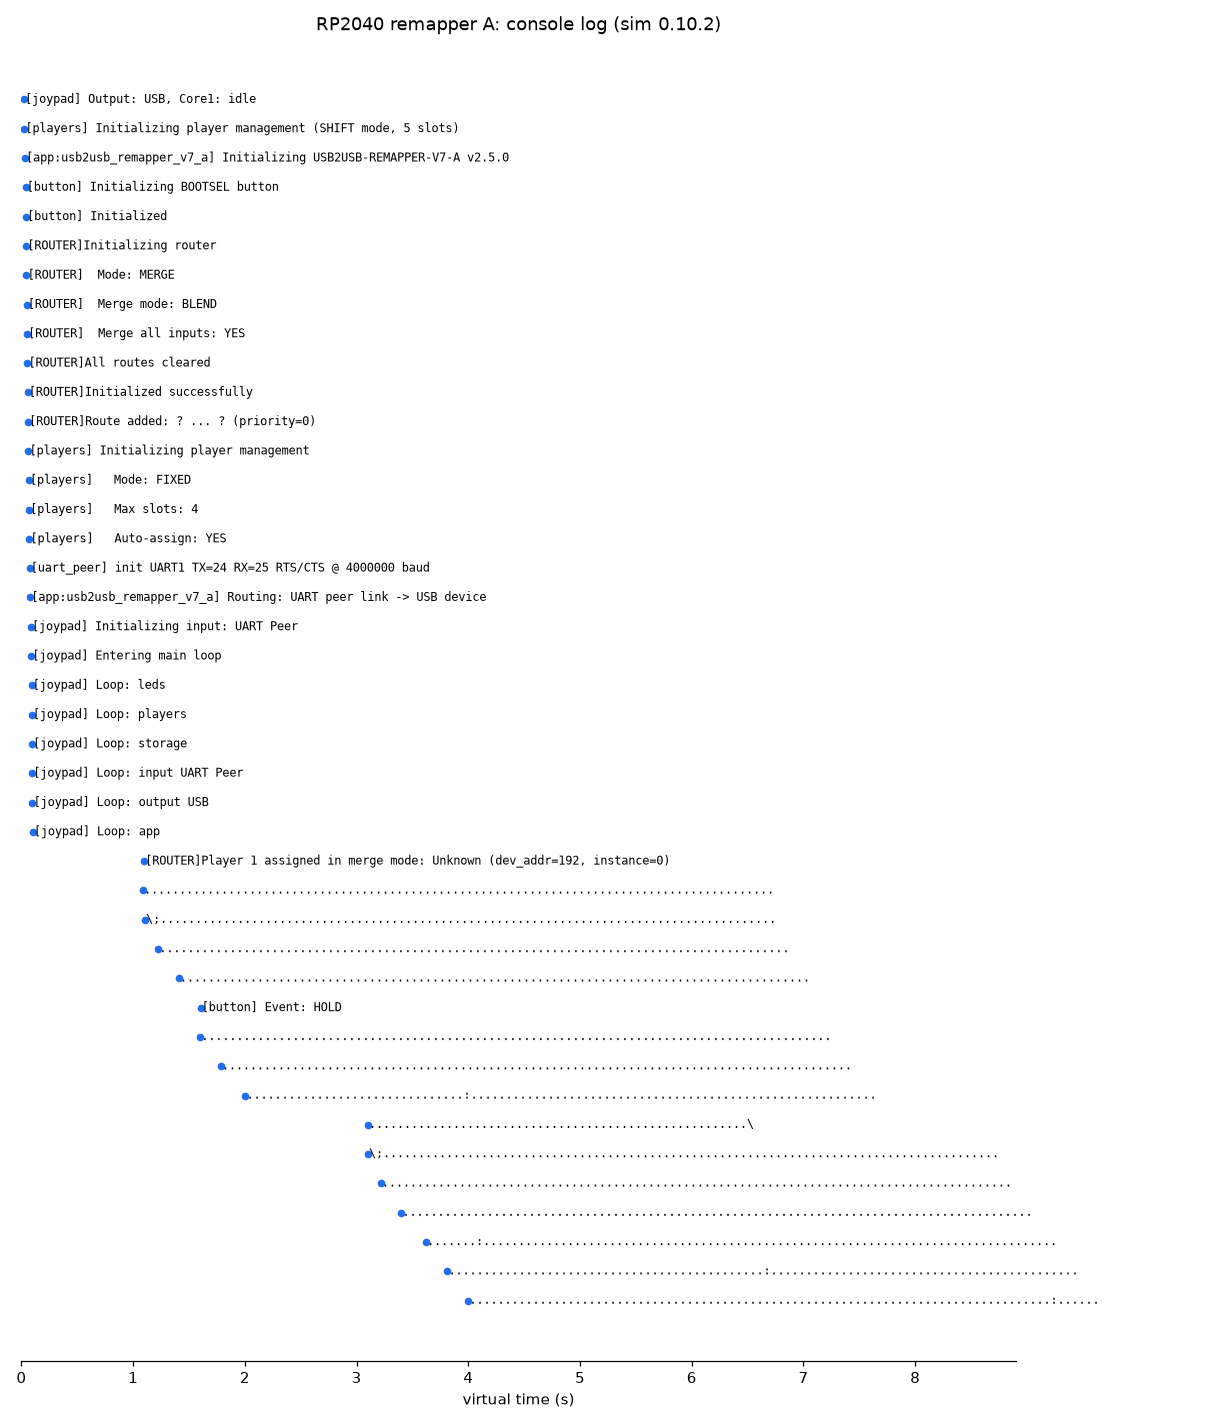 RP2040 remapper A: console log (sim 0.10.2)
[joypad] Output: USB, Core1: idle
[players] Initializing player management (SHIFT mode, 5 slots)
[app:usb2usb_remapper_v7_a] Initializing USB2USB-REMAPPER-V7-A v2.5.0
[button] Initializing BOOTSEL button
[button] Initialized
[ROUTER]Initializing router
[ROUTER]  Mode: MERGE
[ROUTER]  Merge mode: BLEND
[ROUTER]  Merge all inputs: YES
[ROUTER]All routes cleared
[ROUTER]Initialized successfully
[ROUTER]Route added: ? ... ? (priority=0)
[players] Initializing player management
[players]   Mode: FIXED
[players]   Max slots: 4
[players]   Auto-assign: YES
[uart_peer] init UART1 TX=24 RX=25 RTS/CTS @ 4000000 baud
[app:usb2usb_remapper_v7_a] Routing: UART peer link -> USB device
[joypad] Initializing input: UART Peer
[joypad] Entering main loop
[joypad] Loop: leds
[joypad] Loop: players
[joypad] Loop: storage
[joypad] Loop: input UART Peer
[joypad] Loop: output USB
[joypad] Loop: app
[ROUTER]Player 1 assigned in merge mode: Unknown (dev_addr=192, instance=0)
..........................................................................................
\;........................................................................................
..........................................................................................
..........................................................................................
[button] Event: HOLD
..........................................................................................
..........................................................................................
...............................:..........................................................
......................................................\
\;........................................................................................
..........................................................................................
..........................................................................................
.......:..................................................................................
.............................................:............................................
...................................................................................:......
0 1 2 3 4 5 6 7 8
virtual time (s)